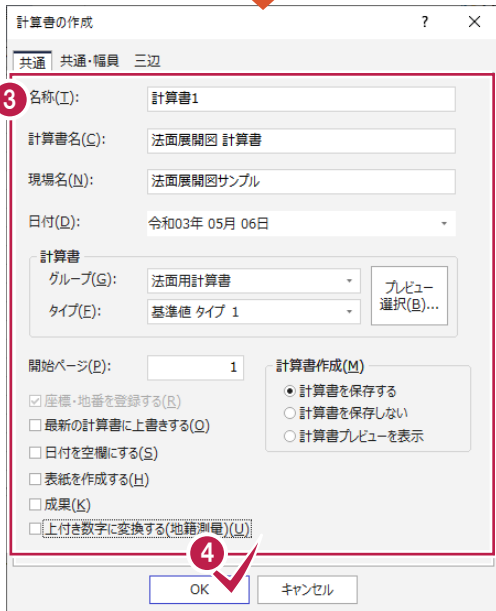 計算書の作成 ? ×
共通 共通・幅員 三辺
3
名称(T): 計算書1
計算書名(C): 法面展開図 計算書
現場名(N): 法面展開図サンプル
日付(D): 令和03年 05月 06日
計算書
グループ(G): 法面用計算書
タイプ(F): 基準値 タイプ 1
プレビュー
選択(B)...
開始ページ(P): 1
計算書作成(M)
計算書を保存する
計算書を保存しない
計算書プレビューを表示
座標・地番を登録する(R)
最新の計算書に上書きする(O)
日付を空欄にする(S)
表紙を作成する(H)
成果(K)
上付き数字に変換する(地籍測量)(U)
4
OK キャンセル